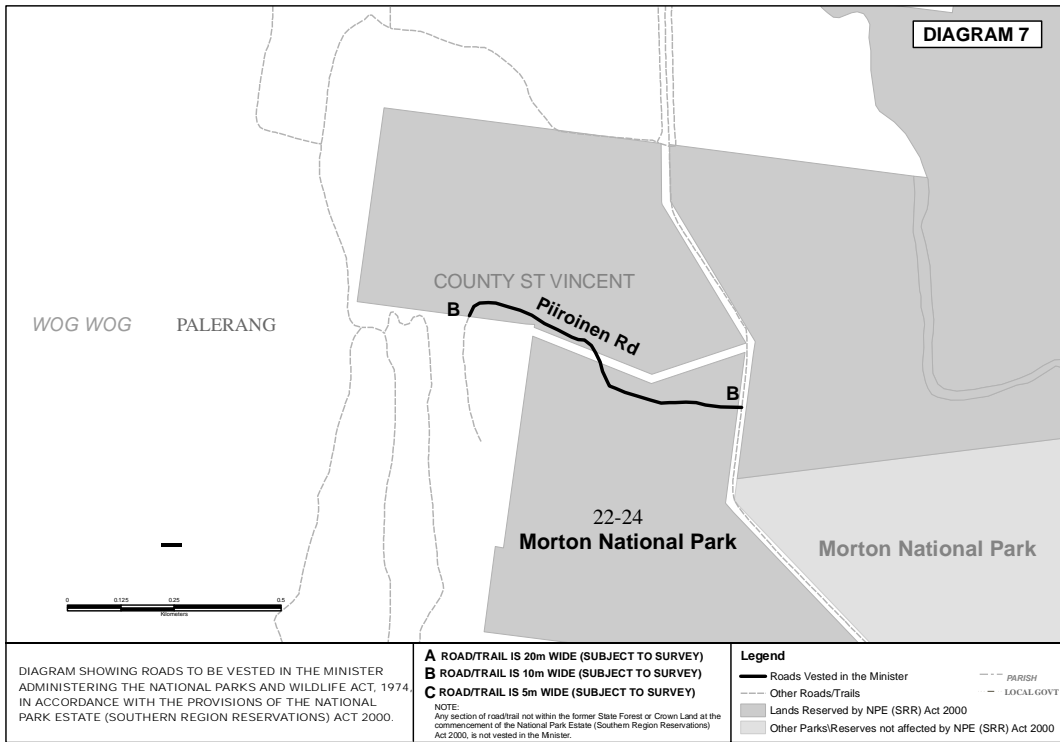 DIAGRAM 7
COUNTY ST VINCENT
B
Piiroinen Rd
WOG WOG
PALERANG
B
22-24
Morton National Park
Morton National Park
0 0.125 0.25 0.5
Kilometers
DIAGRAM SHOWING ROADS TO BE VESTED IN THE MINISTER
ADMINISTERING THE NATIONAL PARKS AND WILDLIFE ACT, 1974,
IN ACCORDANCE WITH THE PROVISIONS OF THE NATIONAL
PARK ESTATE (SOUTHERN REGION RESERVATIONS) ACT 2000.
A ROAD/TRAIL IS 20m WIDE (SUBJECT TO SURVEY)
B ROAD/TRAIL IS 10m WIDE (SUBJECT TO SURVEY)
C ROAD/TRAIL IS 5m WIDE (SUBJECT TO SURVEY)
NOTE:
Any section of road/trail not within the former State Forest or Crown Land at the
commencement of the National Park Estate (Southern Region Reservations)
Act 2000, is not vested in the Minister.
Legend
Roads Vested in the Minister
Other Roads/Trails
Lands Reserved by NPE (SRR) Act 2000
Other Parks\Reserves not affected by NPE (SRR) Act 2000
PARISH
LOCAL GOVT